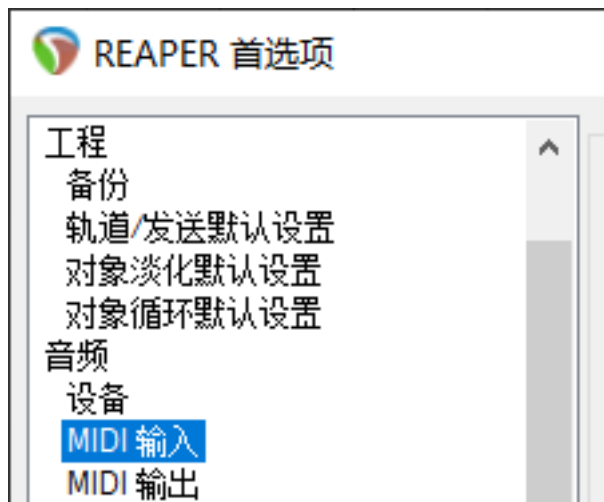 REAPER 首选项
工程
备份
轨道/发送默认设置
对象淡化默认设置
对象循环默认设置
音频
设备
MIDI 输入
MIDI 输出